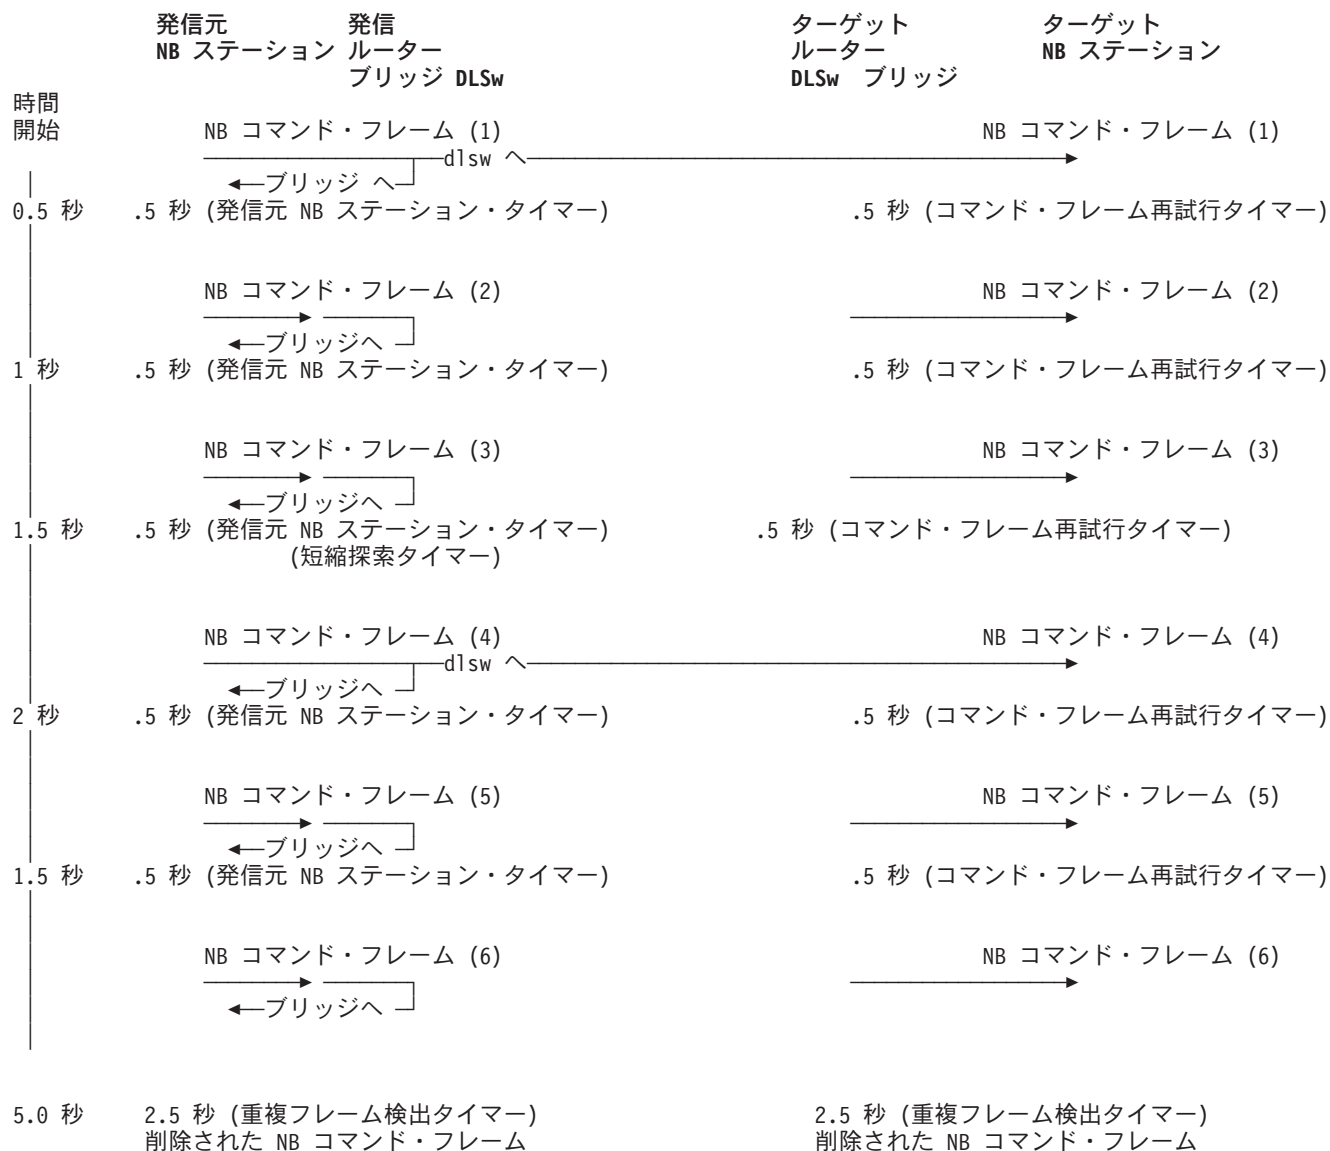 発信元 発信 ターゲット ターゲット
NB ステーション ルーター ルーター NB ステーション
ブリッジ DLSw DLSw ブリッジ
時間
開始 NB コマンド・フレーム (1) NB コマンド・フレーム (1)
dlsw へ
ブリッジ へ
0.5 秒 .5 秒 (発信元 NB ステーション・タイマー) .5 秒 (コマンド・フレーム再試行タイマー)
NB コマンド・フレーム (2) NB コマンド・フレーム (2)
ブリッジへ
1 秒 .5 秒 (発信元 NB ステーション・タイマー) .5 秒 (コマンド・フレーム再試行タイマー)
NB コマンド・フレーム (3) NB コマンド・フレーム (3)
ブリッジへ
1.5 秒 .5 秒 (発信元 NB ステーション・タイマー) .5 秒 (コマンド・フレーム再試行タイマー)
(短縮探索タイマー)
NB コマンド・フレーム (4) NB コマンド・フレーム (4)
dlsw へ
ブリッジへ
2 秒 .5 秒 (発信元 NB ステーション・タイマー) .5 秒 (コマンド・フレーム再試行タイマー)
NB コマンド・フレーム (5) NB コマンド・フレーム (5)
ブリッジへ
1.5 秒 .5 秒 (発信元 NB ステーション・タイマー) .5 秒 (コマンド・フレーム再試行タイマー)
NB コマンド・フレーム (6) NB コマンド・フレーム (6)
ブリッジへ
5.0 秒 2.5 秒 (重複フレーム検出タイマー) 2.5 秒 (重複フレーム検出タイマー)
削除された NB コマンド・フレーム 削除された NB コマンド・フレーム